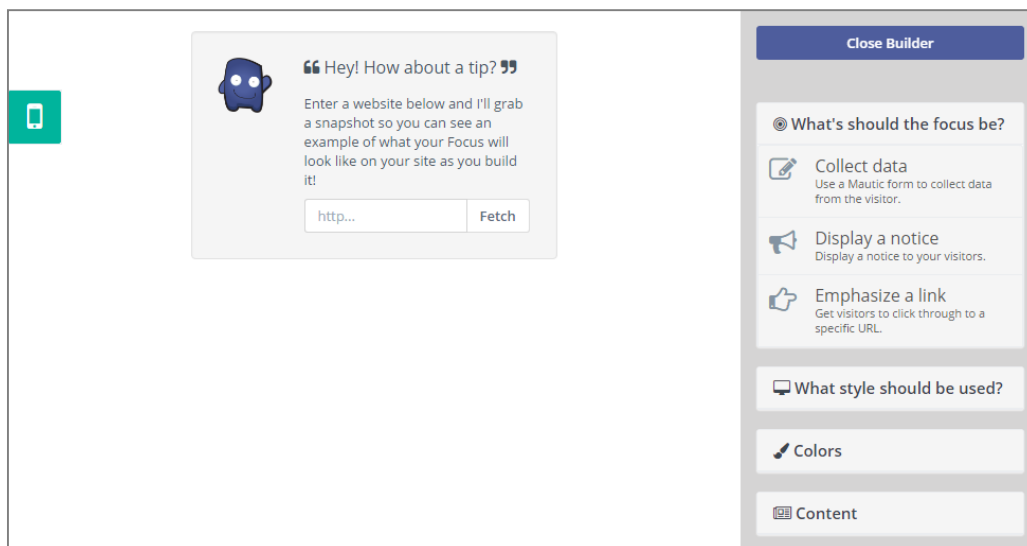 ❝ Hey! How about a tip? ❞
Enter a website below and I'll grab
a snapshot so you can see an
example of what your Focus will
look like on your site as you build
it!
http...
Fetch
Close Builder
What's should the focus be?
Collect data
Use a Mautic form to collect data
from the visitor.
Display a notice
Display a notice to your visitors.
Emphasize a link
Get visitors to click through to a
specific URL.
What style should be used?
Colors
Content